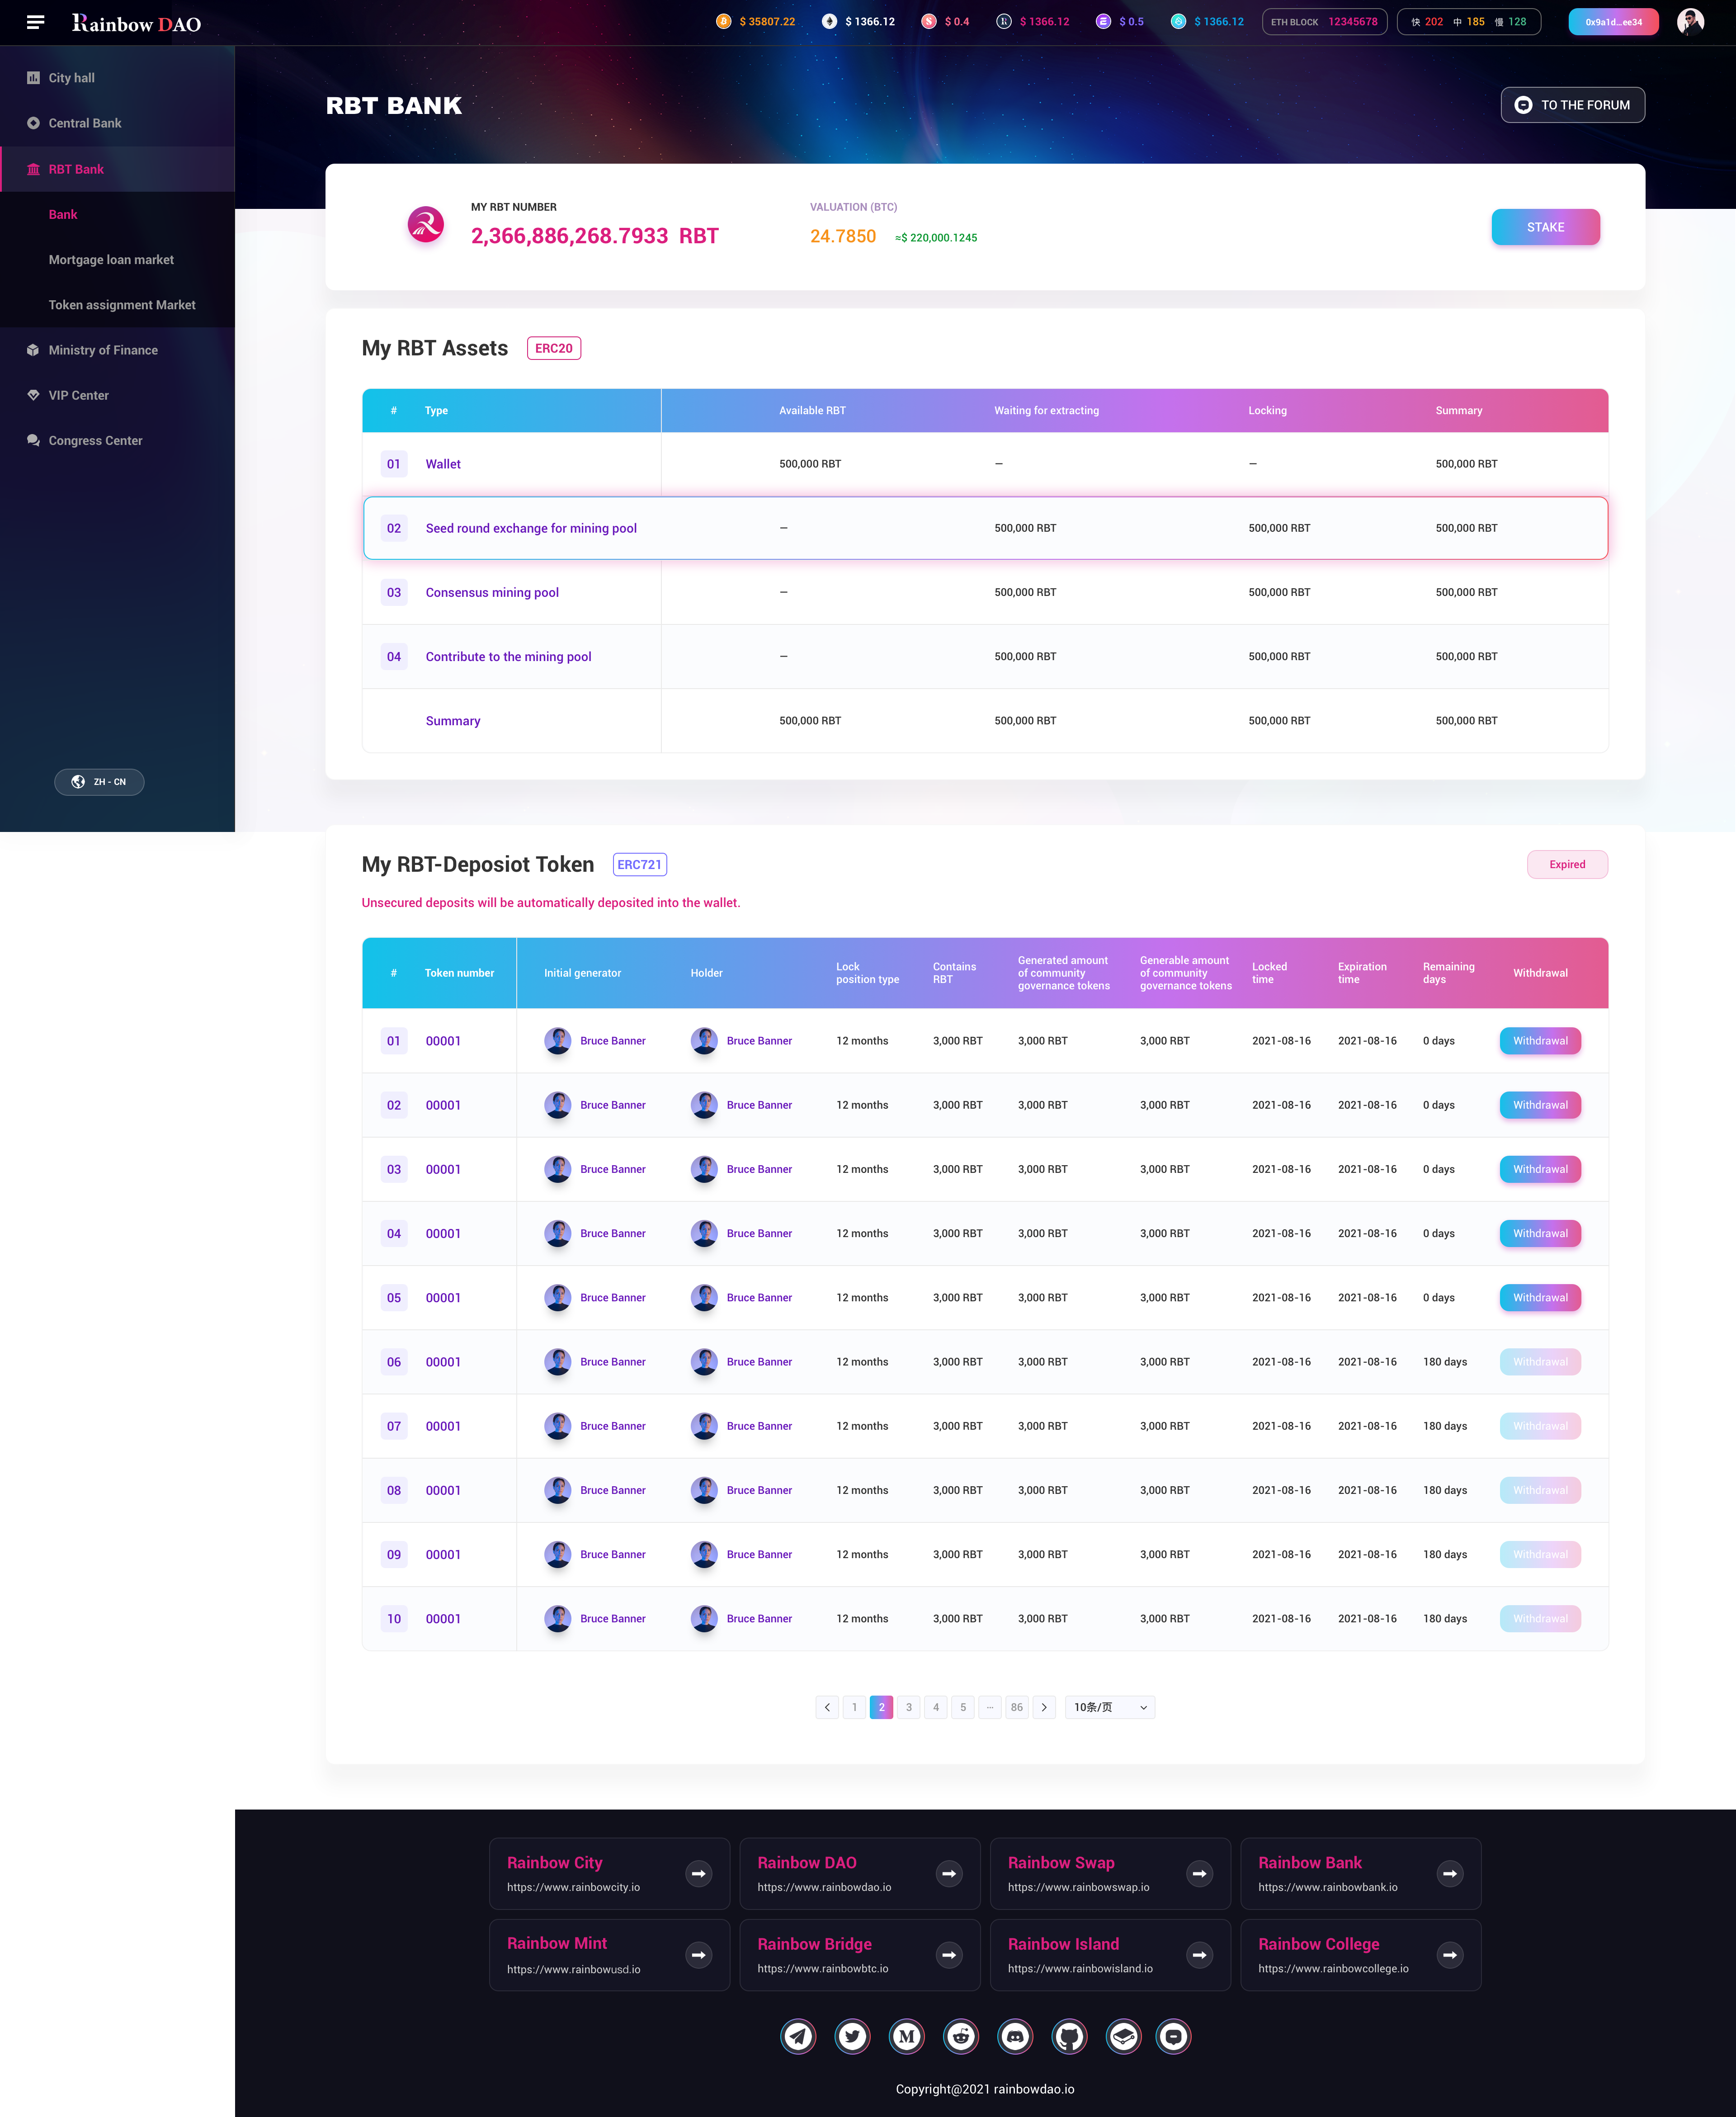 Rainbow DAO
$ 35807.22
$ 1366.12
$ 0.4
$ 1366.12
$ 0.5
$ 1366.12
ETH BLOCK 12345678
快 202 中 185 慢 128
0x9a1d...ee34
City hall
Central Bank
RBT Bank
Bank
Mortgage loan market
Token assignment Market
Ministry of Finance
VIP Center
Congress Center
ZH - CN
RBT BANK
TO THE FORUM
MY RBT NUMBER
2,366,886,268.7933 RBT
VALUATION (BTC)
24.7850 ≈$ 220,000.1245
STAKE
My RBT Assets ERC20
# Type Available RBT Waiting for extracting Locking Summary
01 Wallet 500,000 RBT — — 500,000 RBT
02 Seed round exchange for mining pool — 500,000 RBT 500,000 RBT 500,000 RBT
03 Consensus mining pool — 500,000 RBT 500,000 RBT 500,000 RBT
04 Contribute to the mining pool — 500,000 RBT 500,000 RBT 500,000 RBT
Summary 500,000 RBT 500,000 RBT 500,000 RBT 500,000 RBT
My RBT-Deposiot Token ERC721
Expired
Unsecured deposits will be automatically deposited into the wallet.
# Token number Initial generator Holder
Lock
position type
Contains
RBT
Generated amount
of community
governance tokens
Generable amount
of community
governance tokens
Locked
time
Expiration
time
Remaining
days
Withdrawal
01 00001 Bruce Banner Bruce Banner 12 months 3,000 RBT 3,000 RBT 3,000 RBT 2021-08-16 2021-08-16 0 days Withdrawal
02 00001 Bruce Banner Bruce Banner 12 months 3,000 RBT 3,000 RBT 3,000 RBT 2021-08-16 2021-08-16 0 days Withdrawal
03 00001 Bruce Banner Bruce Banner 12 months 3,000 RBT 3,000 RBT 3,000 RBT 2021-08-16 2021-08-16 0 days Withdrawal
04 00001 Bruce Banner Bruce Banner 12 months 3,000 RBT 3,000 RBT 3,000 RBT 2021-08-16 2021-08-16 0 days Withdrawal
05 00001 Bruce Banner Bruce Banner 12 months 3,000 RBT 3,000 RBT 3,000 RBT 2021-08-16 2021-08-16 0 days Withdrawal
06 00001 Bruce Banner Bruce Banner 12 months 3,000 RBT 3,000 RBT 3,000 RBT 2021-08-16 2021-08-16 180 days Withdrawal
07 00001 Bruce Banner Bruce Banner 12 months 3,000 RBT 3,000 RBT 3,000 RBT 2021-08-16 2021-08-16 180 days Withdrawal
08 00001 Bruce Banner Bruce Banner 12 months 3,000 RBT 3,000 RBT 3,000 RBT 2021-08-16 2021-08-16 180 days Withdrawal
09 00001 Bruce Banner Bruce Banner 12 months 3,000 RBT 3,000 RBT 3,000 RBT 2021-08-16 2021-08-16 180 days Withdrawal
10 00001 Bruce Banner Bruce Banner 12 months 3,000 RBT 3,000 RBT 3,000 RBT 2021-08-16 2021-08-16 180 days Withdrawal
1 2 3 4 5 ... 86 10条/页
Rainbow City
https://www.rainbowcity.io
Rainbow DAO
https://www.rainbowdao.io
Rainbow Swap
https://www.rainbowswap.io
Rainbow Bank
https://www.rainbowbank.io
Rainbow Mint
https://www.rainbowusd.io
Rainbow Bridge
https://www.rainbowbtc.io
Rainbow Island
https://www.rainbowisland.io
Rainbow College
https://www.rainbowcollege.io
Copyright@2021 rainbowdao.io